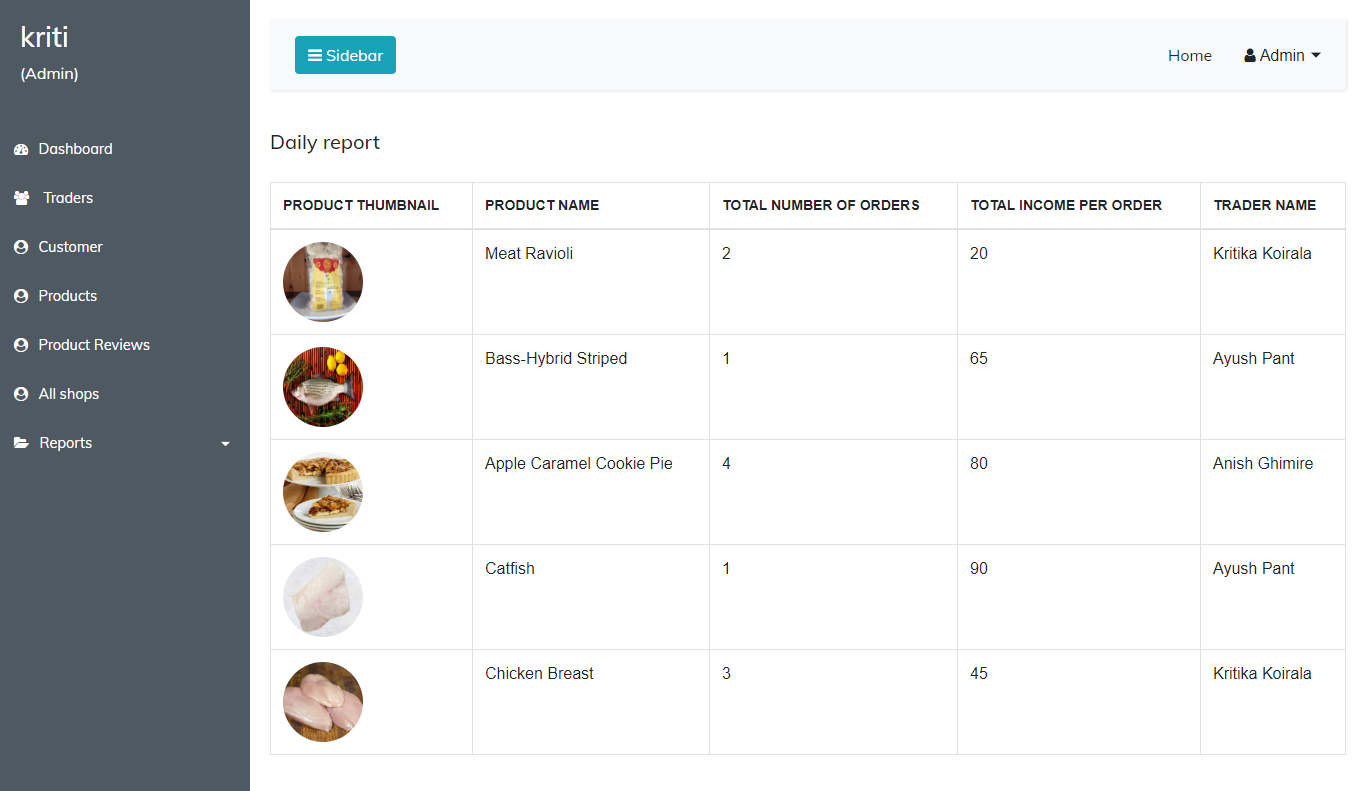 kriti
(Admin)
Dashboard
Traders
Customer
Products
Product Reviews
All shops
Reports
Sidebar
Home
Admin
Daily report
PRODUCT THUMBNAIL PRODUCT NAME TOTAL NUMBER OF ORDERS TOTAL INCOME PER ORDER TRADER NAME
Meat Ravioli 2 20 Kritika Koirala
Bass-Hybrid Striped 1 65 Ayush Pant
Apple Caramel Cookie Pie 4 80 Anish Ghimire
Catfish 1 90 Ayush Pant
Chicken Breast 3 45 Kritika Koirala